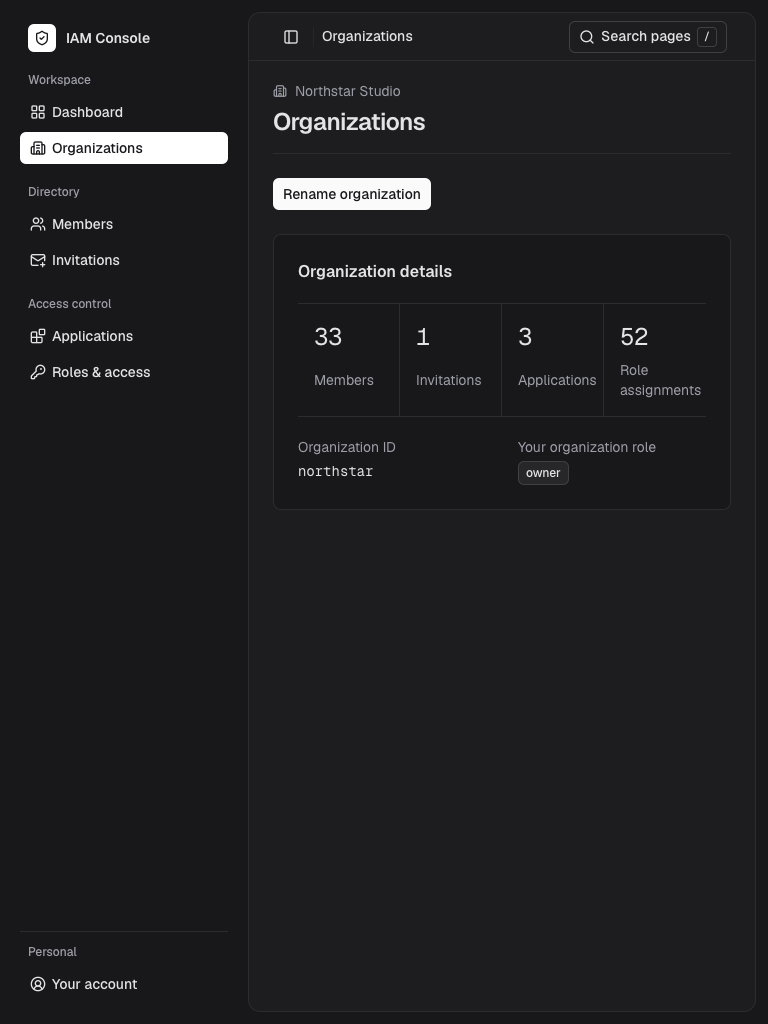 IAM Console
Workspace
Dashboard
Organizations
Directory
Members
Invitations
Access control
Applications
Roles & access
Personal
Your account
Organizations
Search pages /
Northstar Studio
Organizations
Rename organization
Organization details
33
Members
1
Invitations
3
Applications
52
Role
assignments
Organization ID
northstar
Your organization role
owner